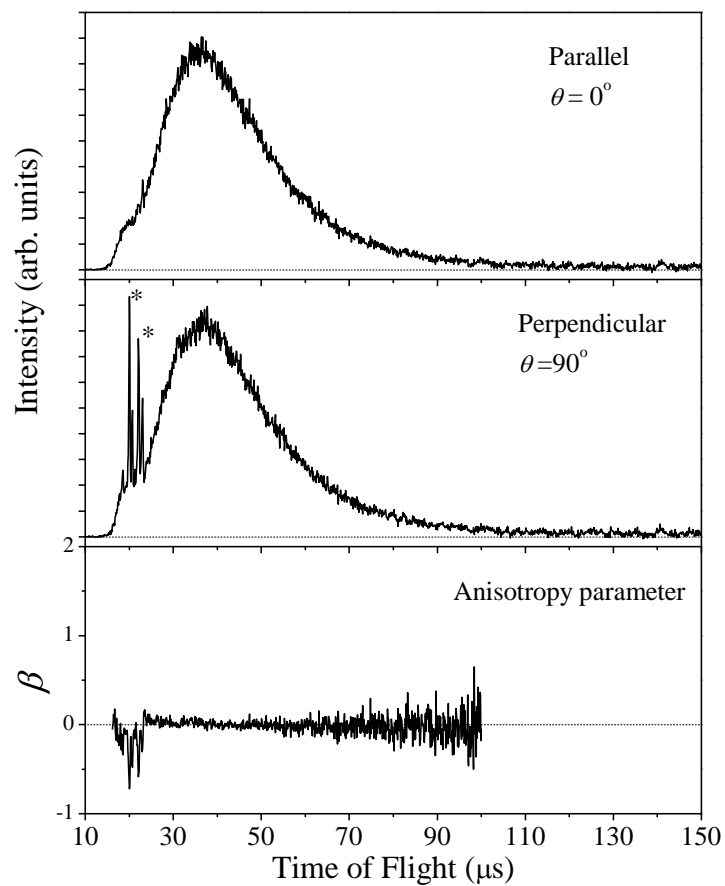 Parallel
θ = 0°
Intensity (arb. units)
*
*
Perpendicular
θ =90°
2
Anisotropy parameter
1
β
0
-1
10 30 50 70 90 110 130 150
Time of Flight (μs)